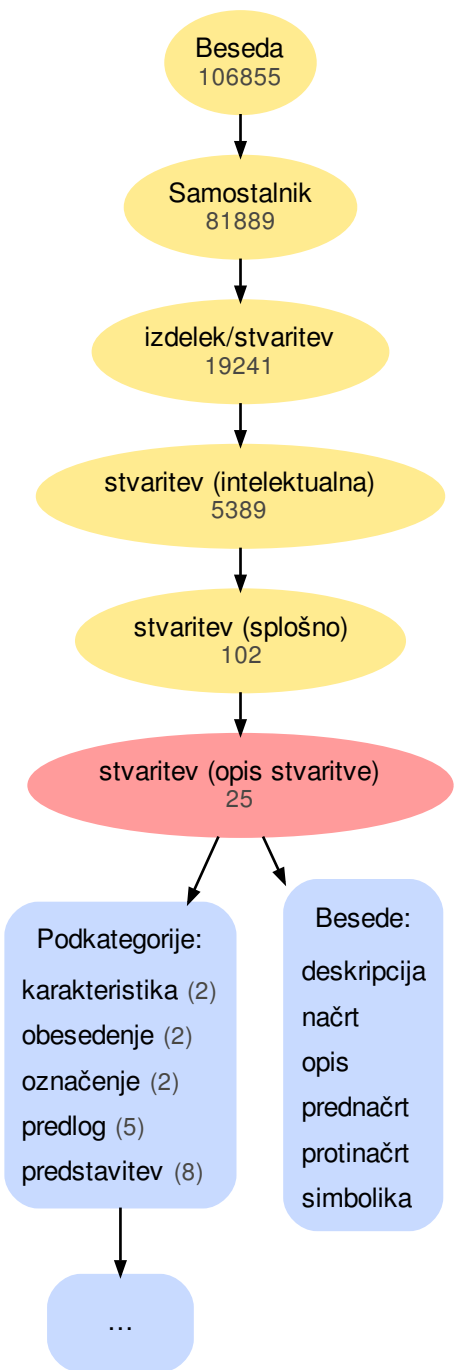 Beseda
106855
Samostalnik
81889
izdelek/stvaritev
19241
stvaritev (intelektualna)
5389
stvaritev (splošno)
102
stvaritev (opis stvaritve)
25
Podkategorije:
karakteristika (2)
obesedenje (2)
označenje (2)
predlog (5)
predstavitev (8)
Besede:
deskripcija
načrt
opis
prednačrt
protinačrt
simbolika
...